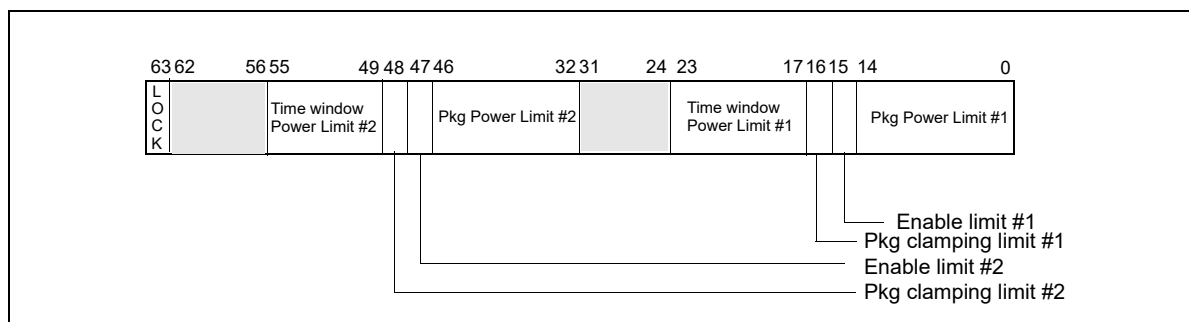 63 62 56 55 49 48 47 46 32 31 24 23 17 16 15 14 0
LOCK
Time window
Power Limit #2
Pkg Power Limit #2
Time window
Power Limit #1
Pkg Power Limit #1
Enable limit #1
Pkg clamping limit #1
Enable limit #2
Pkg clamping limit #2